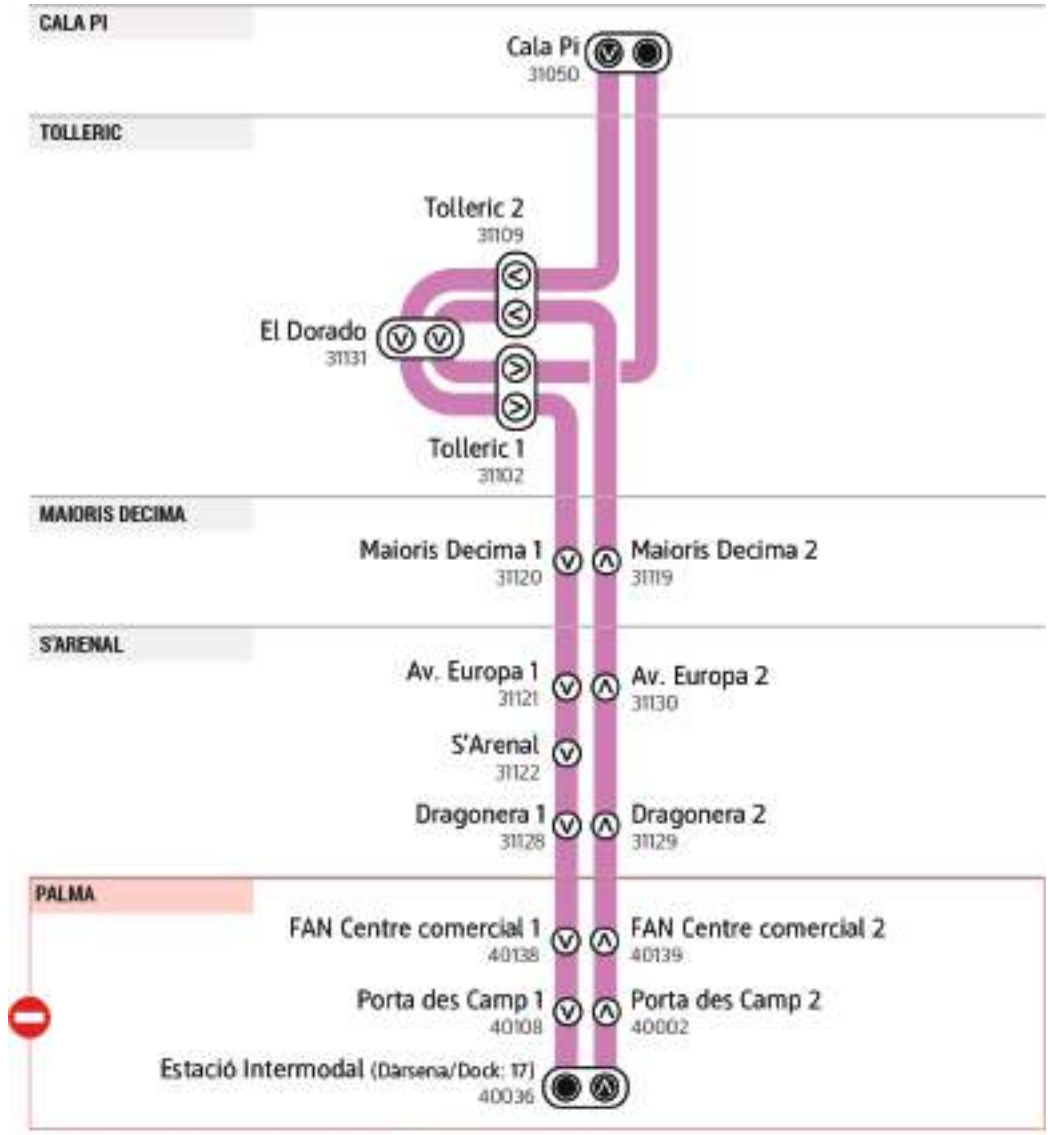 CALA PI
Cala Pi
31050
TOLLERIC
Tolleric 2
31109
El Dorado
31131
Tolleric 1
31102
MAIORIS DECIMA
Maioris Decima 1
31120
Maioris Decima 2
31119
S'ARENAL
Av. Europa 1
31121
Av. Europa 2
31130
S'Arenal
31122
Dragonera 1
31128
Dragonera 2
31129
PALMA
FAN Centre comercial 1
40138
FAN Centre comercial 2
40139
Porta des Camp 1
40108
Porta des Camp 2
40002
Estació Intermodal (Dàrsena/Dock: 17)
40036